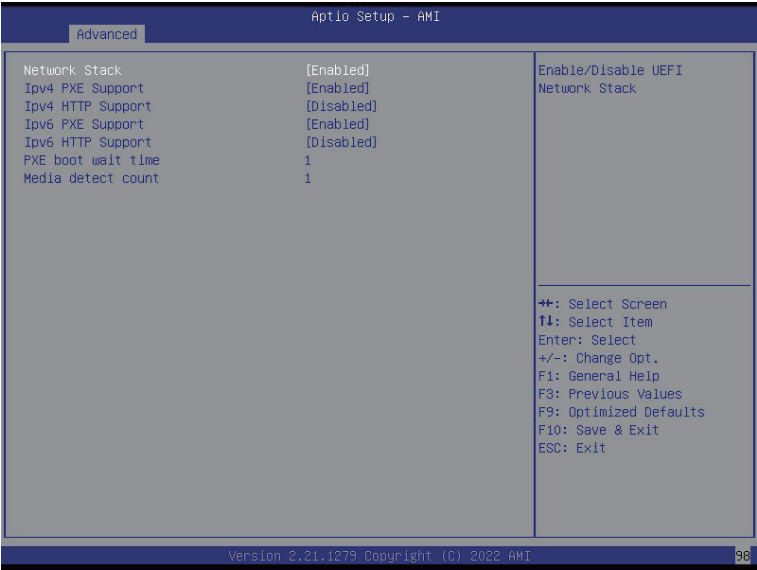 Aptio Setup – AMI
Advanced
Network Stack [Enabled]
Ipv4 PXE Support [Enabled]
Ipv4 HTTP Support [Disabled]
Ipv6 PXE Support [Enabled]
Ipv6 HTTP Support [Disabled]
PXE boot wait time 1
Media detect count 1
Enable/Disable UEFI
Network Stack
→←: Select Screen
↑↓: Select Item
Enter: Select
+/-: Change Opt.
F1: General Help
F3: Previous Values
F9: Optimized Defaults
F10: Save & Exit
ESC: Exit
Version 2.21.1279 Copyright (C) 2022 AMI
98